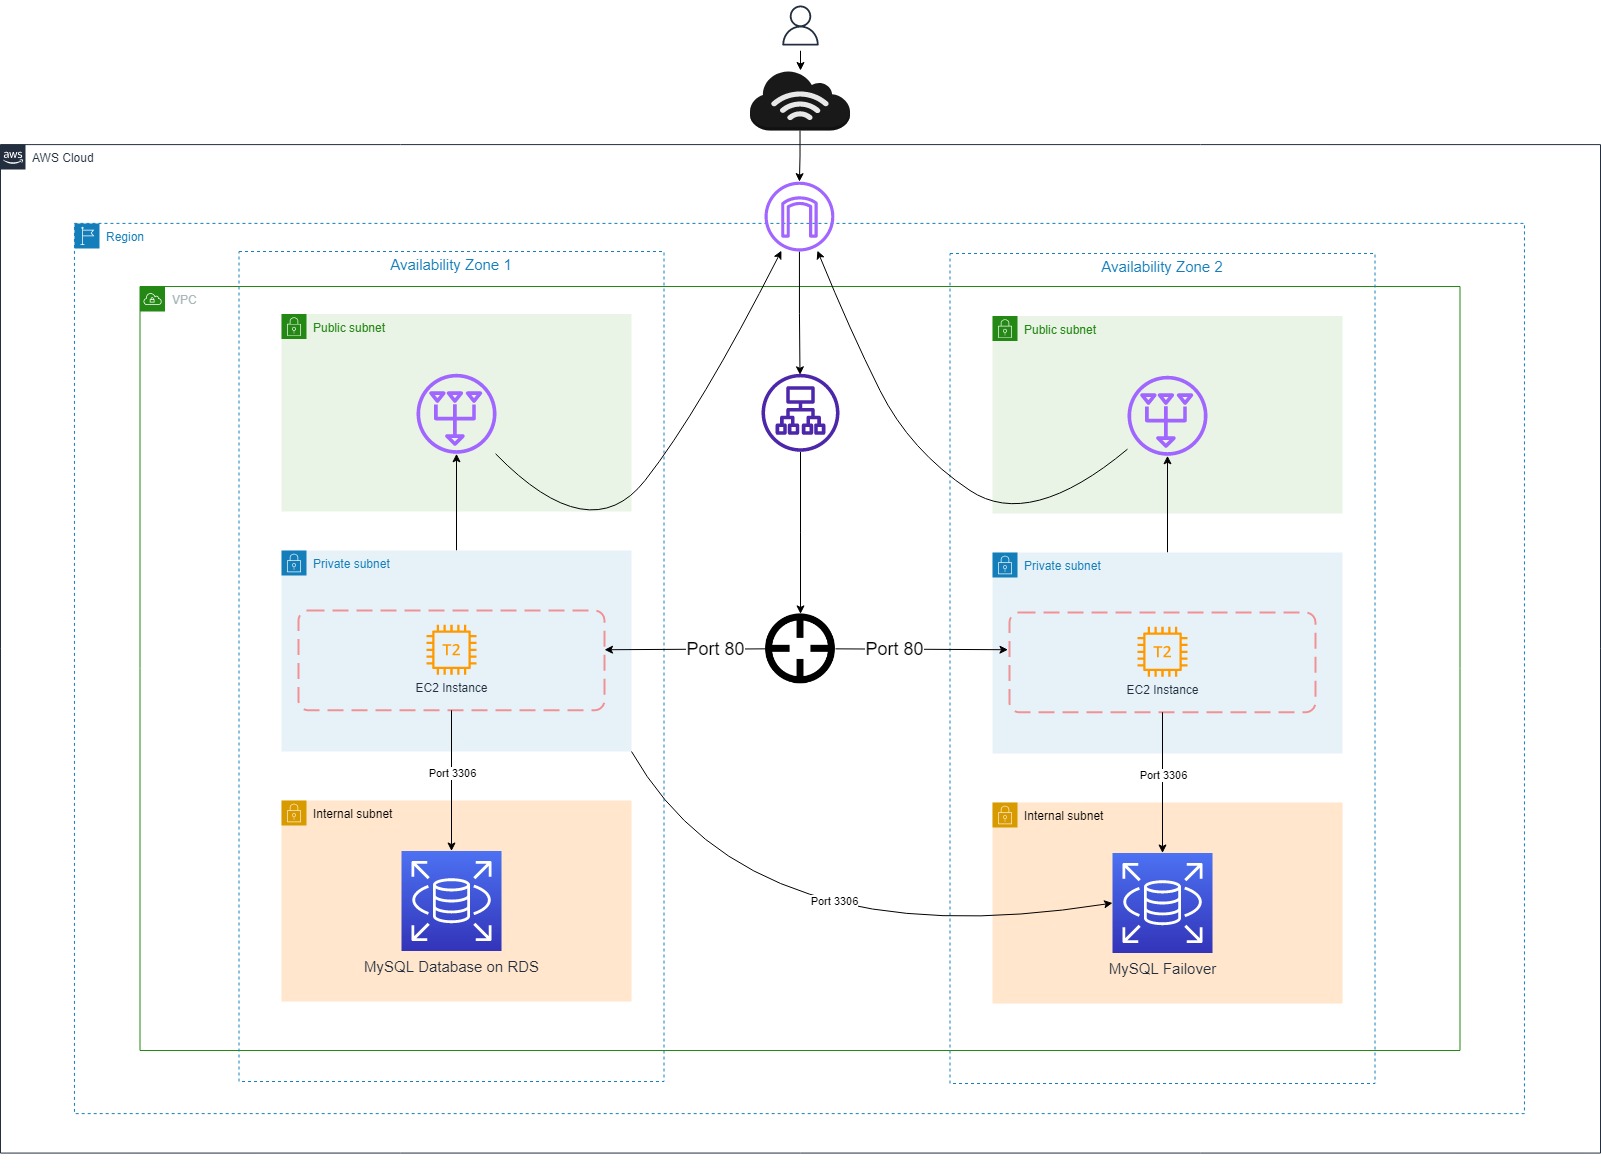 aws
AWS Cloud
Region
Availability Zone 1
Availability Zone 2
VPC
Public subnet
Public subnet
Private subnet
Private subnet
T2
EC2 Instance
Port 80
Port 80
T2
EC2 Instance
Port 3306
Port 3306
Internal subnet
Internal subnet
Port 3306
MySQL Database on RDS
MySQL Failover